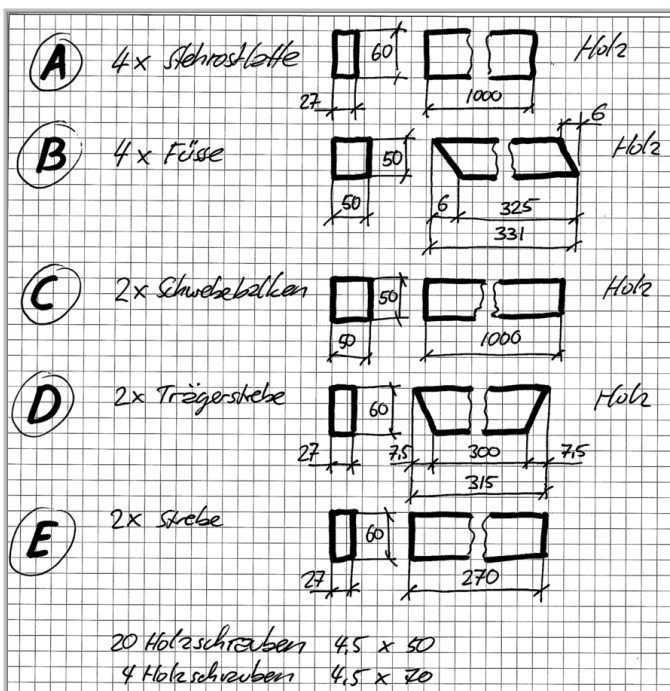 A 4x Stehrostlatte 60 27 1000 Holz
6
B 4x Füsse 50 50 6 325 331 Holz
C 2x Schwebebalken 50 50 1000 Holz
D 2x Trägerstrebe 60 27 7,5 300 7,5 315 Holz
E 2x Strebe 60 27 270
20 Holzschrauben 4,5 x 50
4 Holzschrauben 4,5 x 70